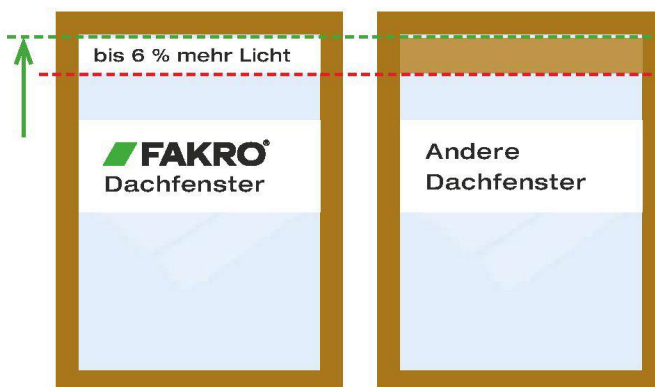 bis 6 % mehr Licht
FAKRO®
Dachfenster
Andere
Dachfenster